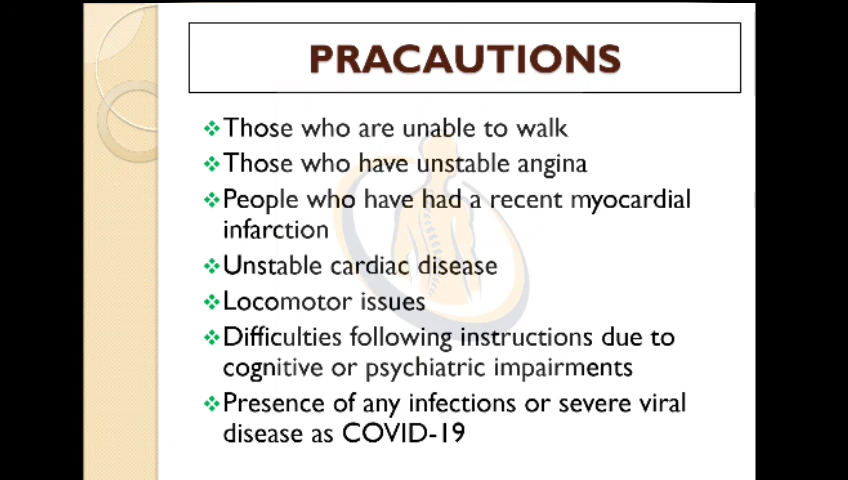 PRACAUTIONS
Those who are unable to walk
Those who have unstable angina
People who have had a recent myocardial
infarction
Unstable cardiac disease
Locomotor issues
Difficulties following instructions due to
cognitive or psychiatric impairments
Presence of any infections or severe viral
disease as COVID-19